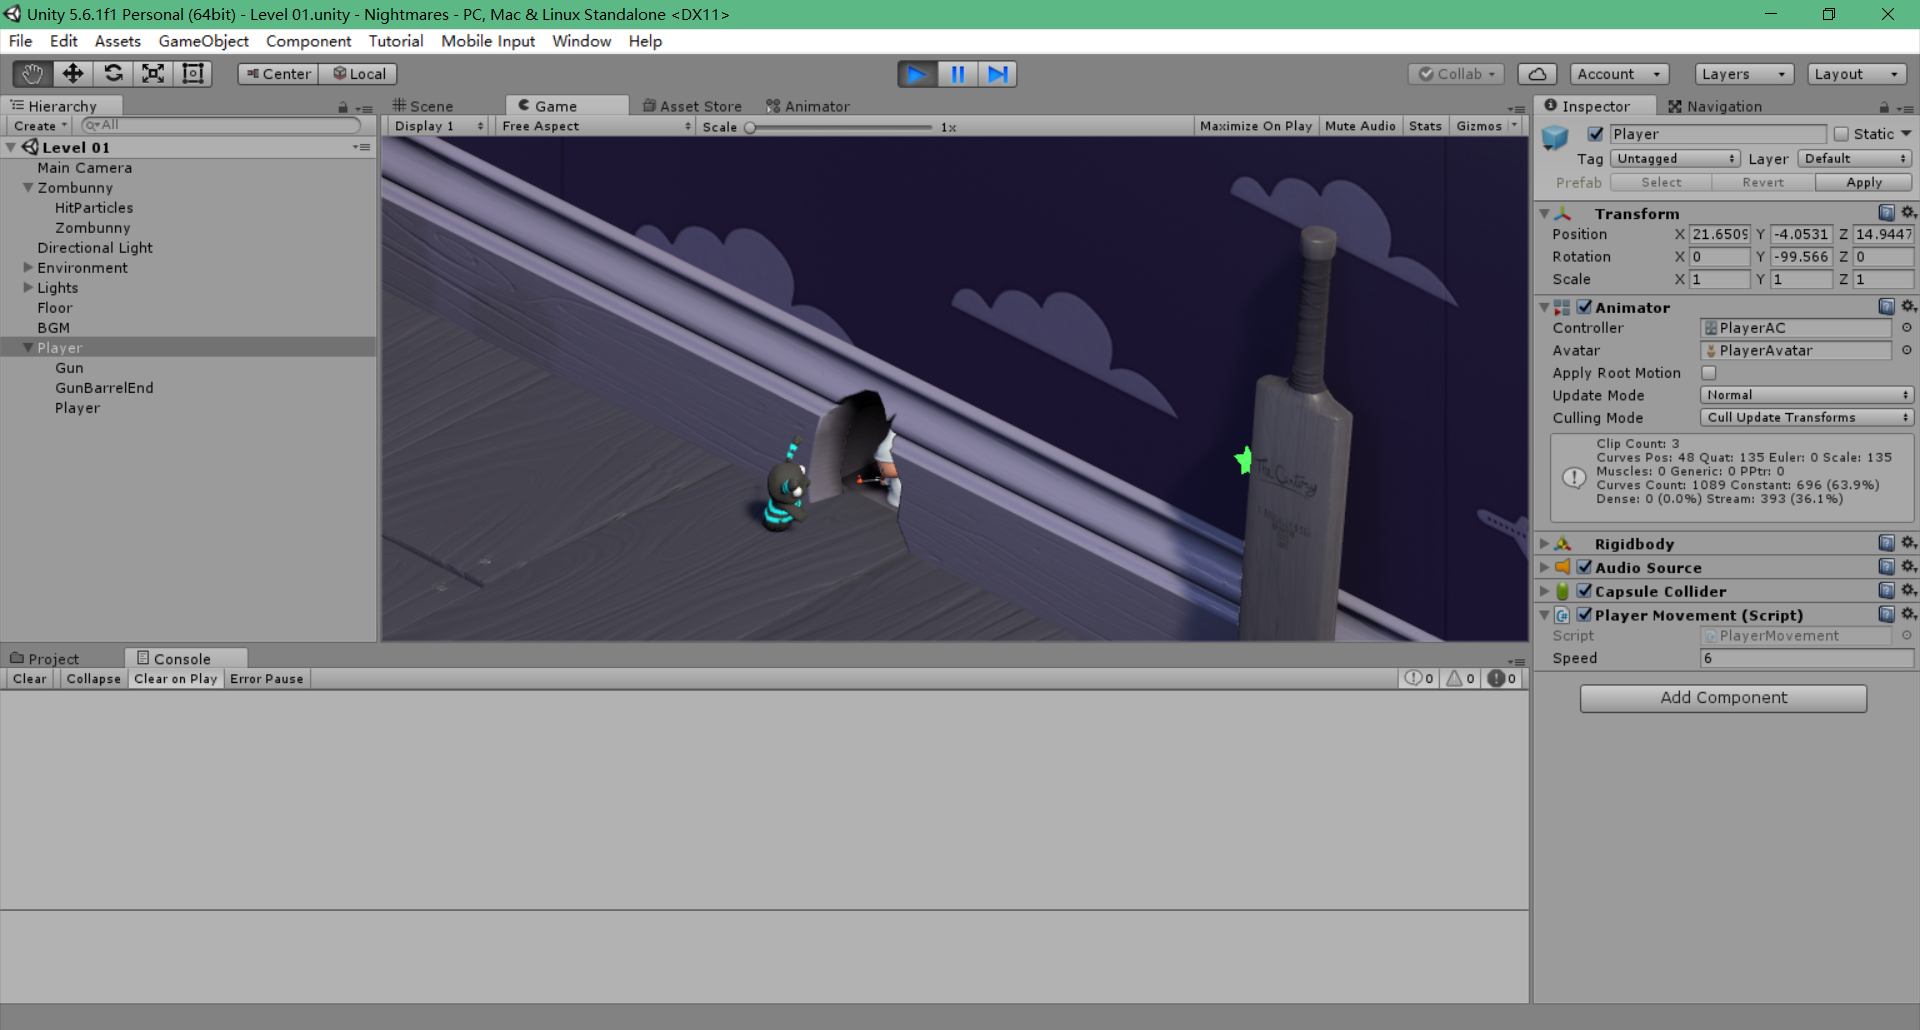 Unity 5.6.1f1 Personal (64bit) - Level 01.unity - Nightmares - PC, Mac & Linux Standalone <DX11>
File Edit Assets GameObject Component Tutorial Mobile Input Window Help
Center Local Collab Account Layers Layout
Hierarchy
Create All
Level 01
Main Camera
Zombunny
HitParticles
Zombunny
Directional Light
Environment
Lights
Floor
BGM
Player
Gun
GunBarrelEnd
Player
Scene Game Asset Store Animator
Display 1 Free Aspect Scale 1x Maximize On Play Mute Audio Stats Gizmos
The Century
Project Console
Clear Collapse Clear on Play Error Pause 0 0 0
Inspector Navigation
Player Static
Tag Untagged Layer Default
Prefab Select Revert Apply
Transform
Position X 21.6509 Y -4.0531 Z 14.9447
Rotation X 0 Y -99.566 Z 0
Scale X 1 Y 1 Z 1
Animator
Controller PlayerAC
Avatar PlayerAvatar
Apply Root Motion
Update Mode Normal
Culling Mode Cull Update Transforms
Clip Count: 3
Curves Pos: 48 Quat: 135 Euler: 0 Scale: 135
Muscles: 0 Generic: 0 PPtr: 0
Curves Count: 1089 Constant: 696 (63.9%)
Dense: 0 (0.0%) Stream: 393 (36.1%)
Rigidbody
Audio Source
Capsule Collider
Player Movement (Script)
Script PlayerMovement
Speed 6
Add Component